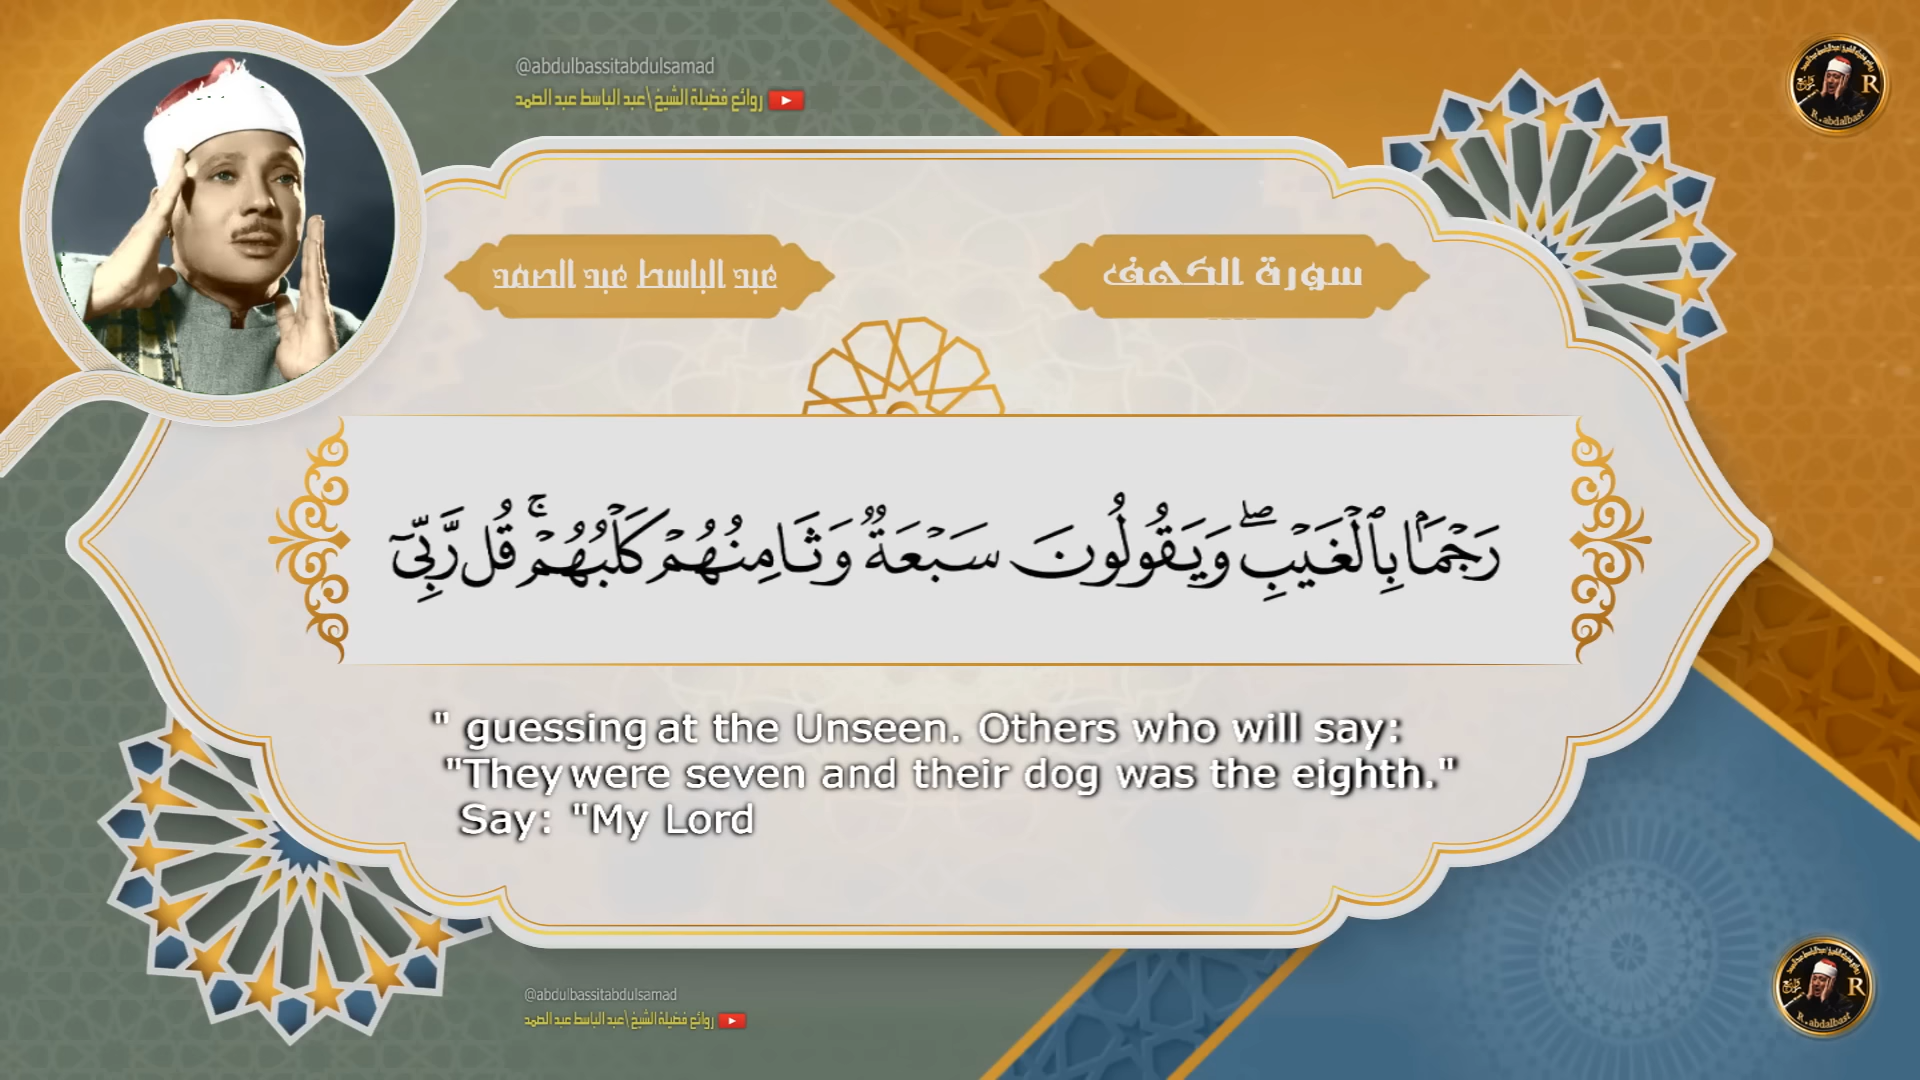 @abdulbassitabdulsamad
روائع فضيلة الشيخ \عبد الباسط عبد الصمد
سورة الكهف
عبد الباسط عبد الصمد
رَجْمَۢا بِٱلْغَيْبِ ۖ وَيَقُولُونَ سَبْعَةٌ وَثَامِنُهُمْ كَلْبُهُمْ ۚ قُل رَّبِّىٓ
" guessing at the Unseen. Others who will say:
"They were seven and their dog was the eighth."
Say: "My Lord
@abdulbassitabdulsamad
روائع فضيلة الشيخ \عبد الباسط عبد الصمد
R
R.abdalbast
R
R.abdalbast